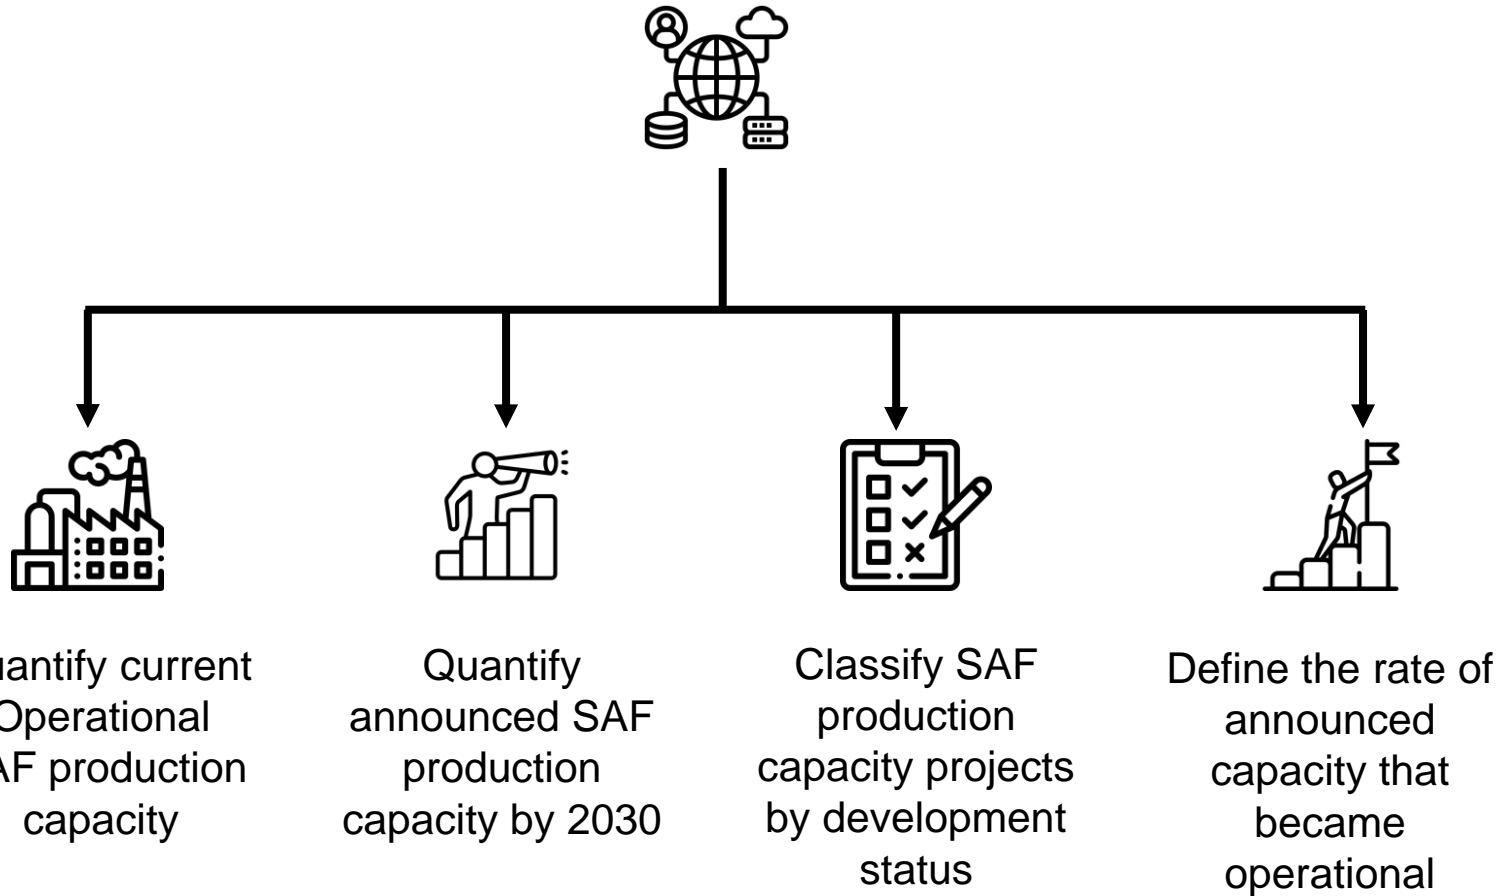 uantify current
Operational
AF production
capacity
Quantify
announced SAF
production
capacity by 2030
Classify SAF
production
capacity projects
by development
status
Define the rate of
announced
capacity that
became
operational